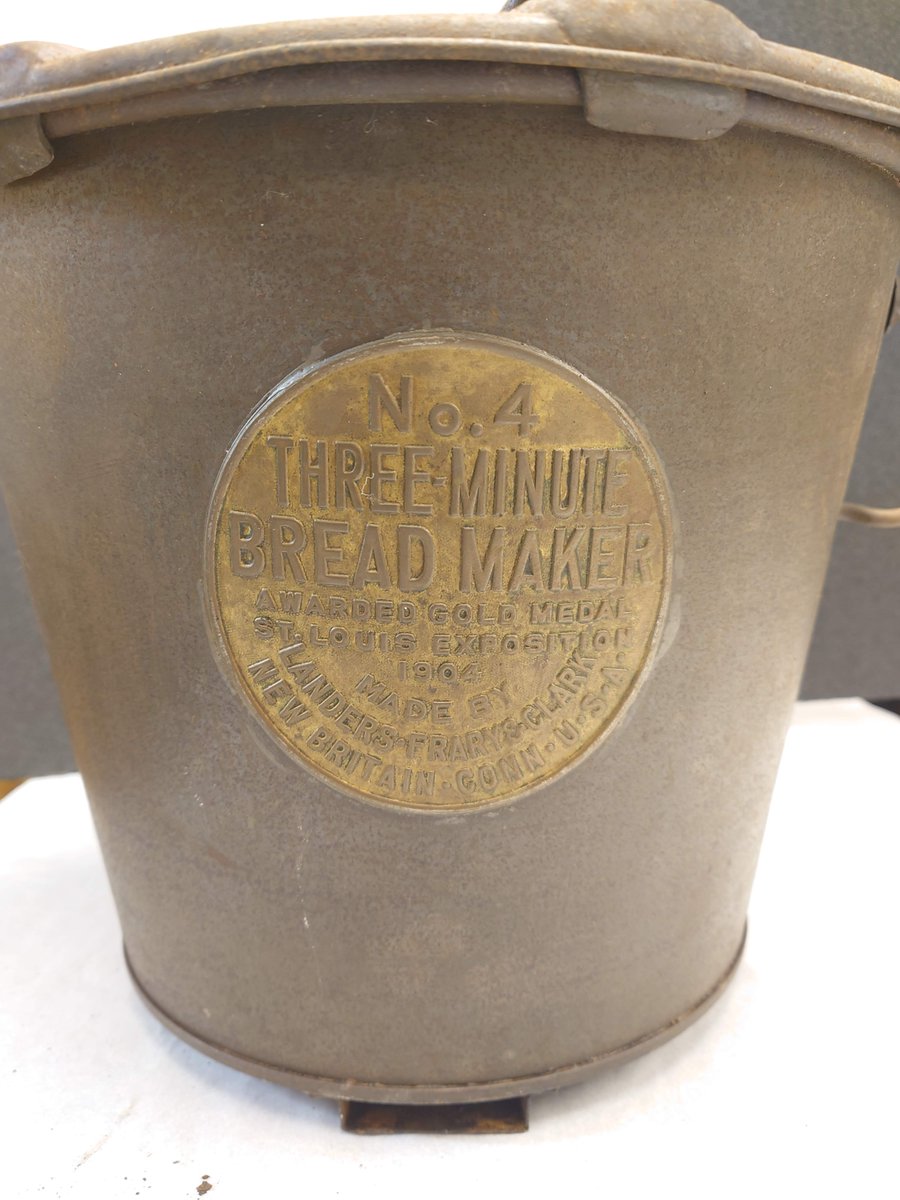 No. 4
THREE-MINUTE
BREAD MAKER
AWARDED GOLD MEDAL
ST. LOUIS EXPOSITION
1904
MADE BY
LANDERS·FRARY & CLARK
NEW·BRITAIN·CONN·U·S·A·